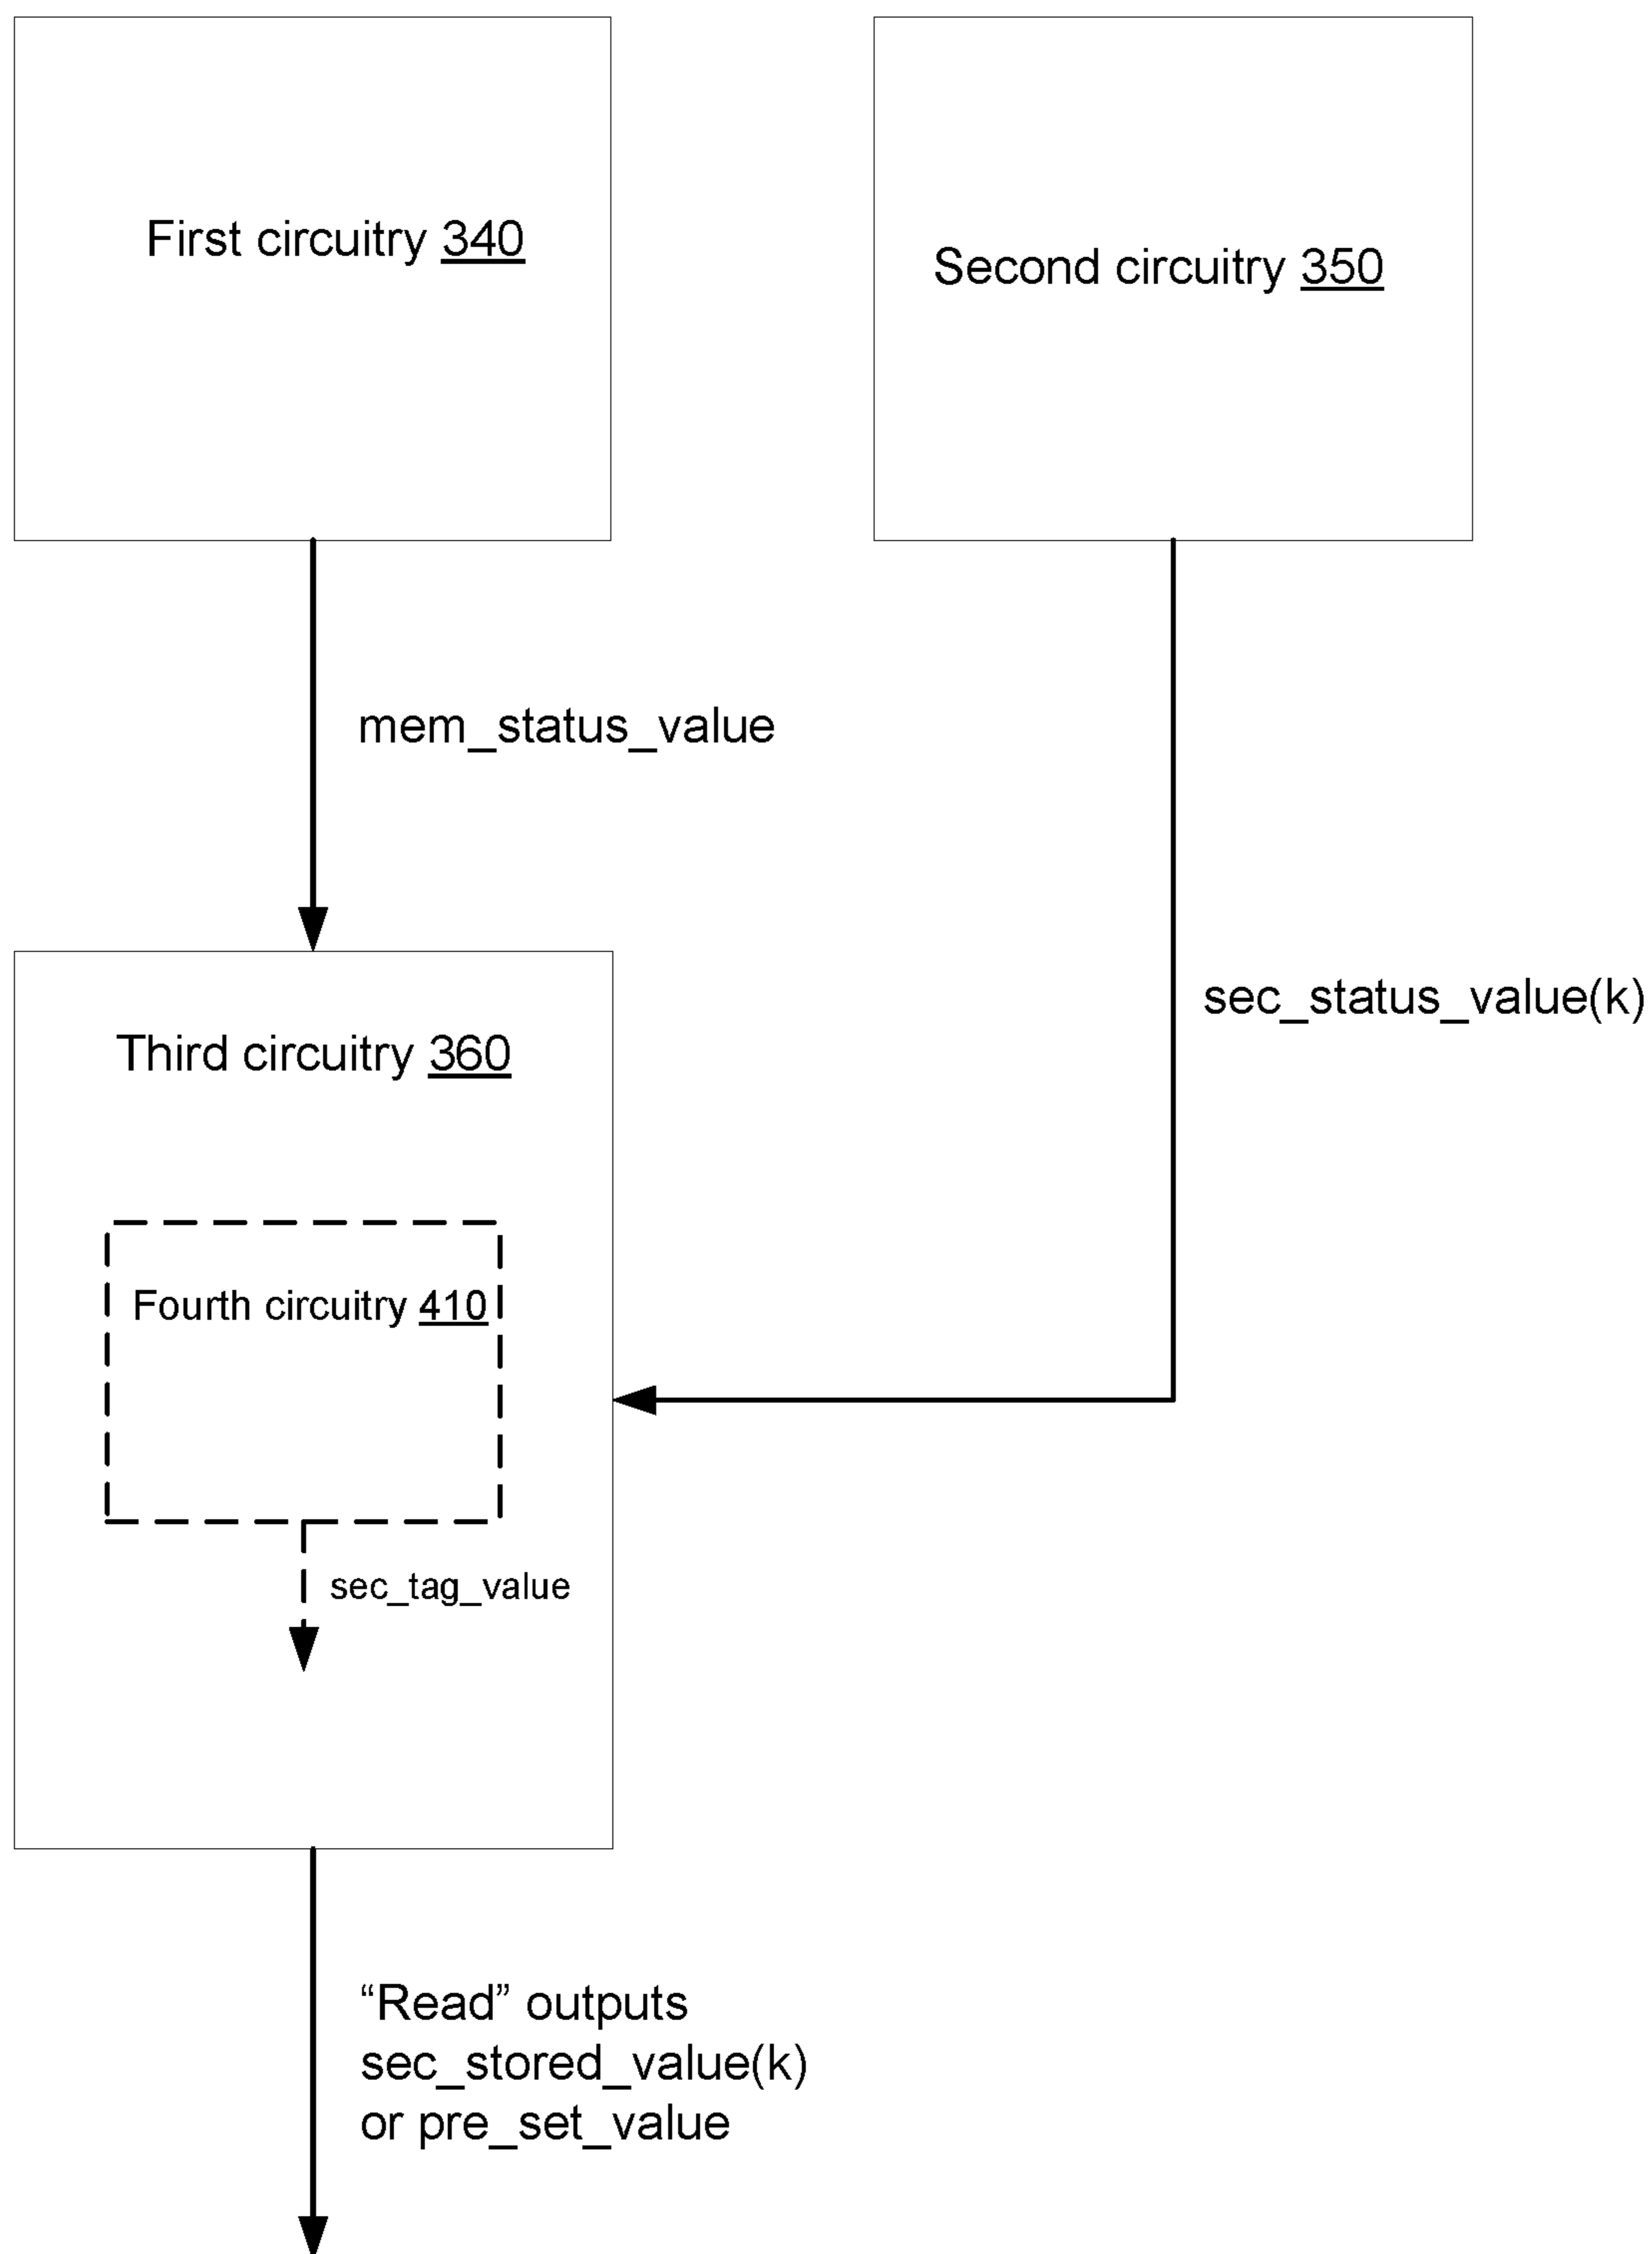 First circuitry 340
Second circuitry 350
mem_status_value
sec_status_value(k)
Third circuitry 360
Fourth circuitry 410
sec_tag_value
“Read” outputs
sec_stored_value(k)
or pre_set_value